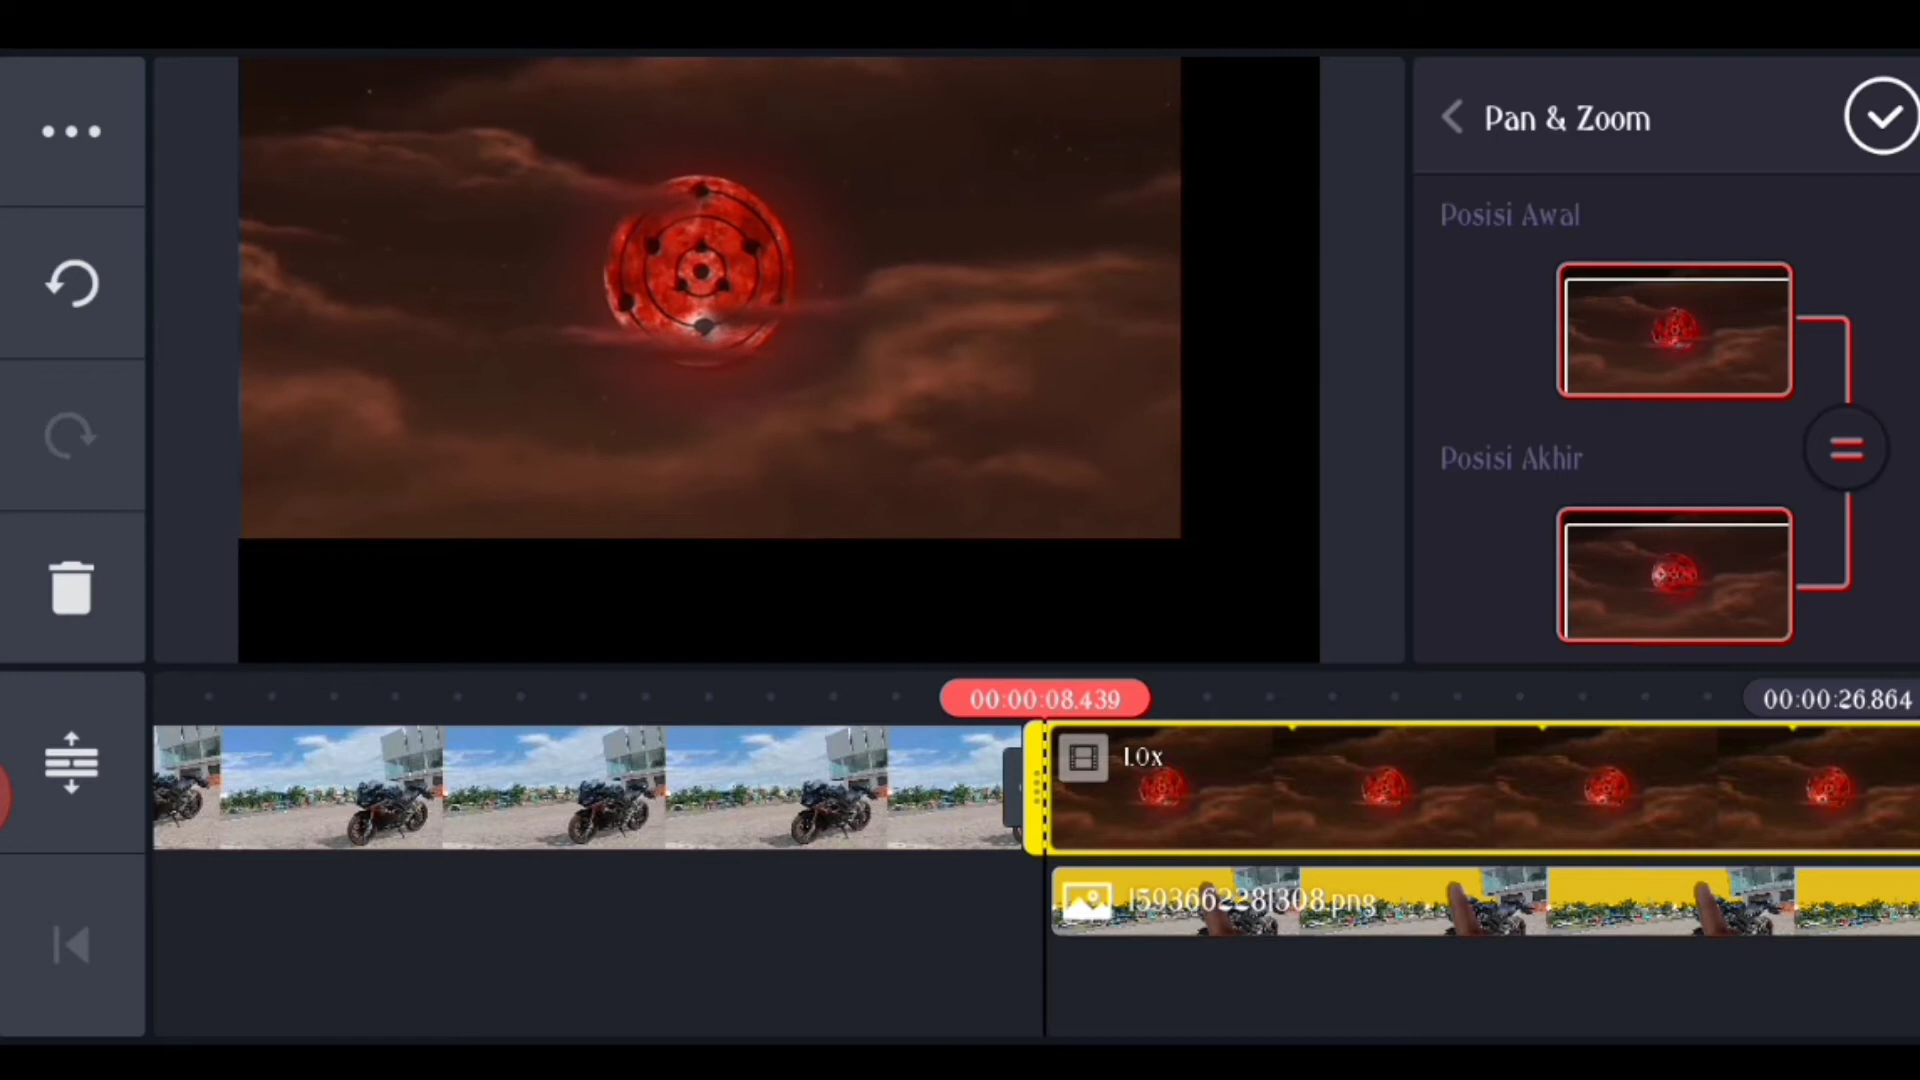 Pan & Zoom
Posisi Awal
Posisi Akhir
00:00:08.439
00:00:26.864
1.0x
1593662281308.png